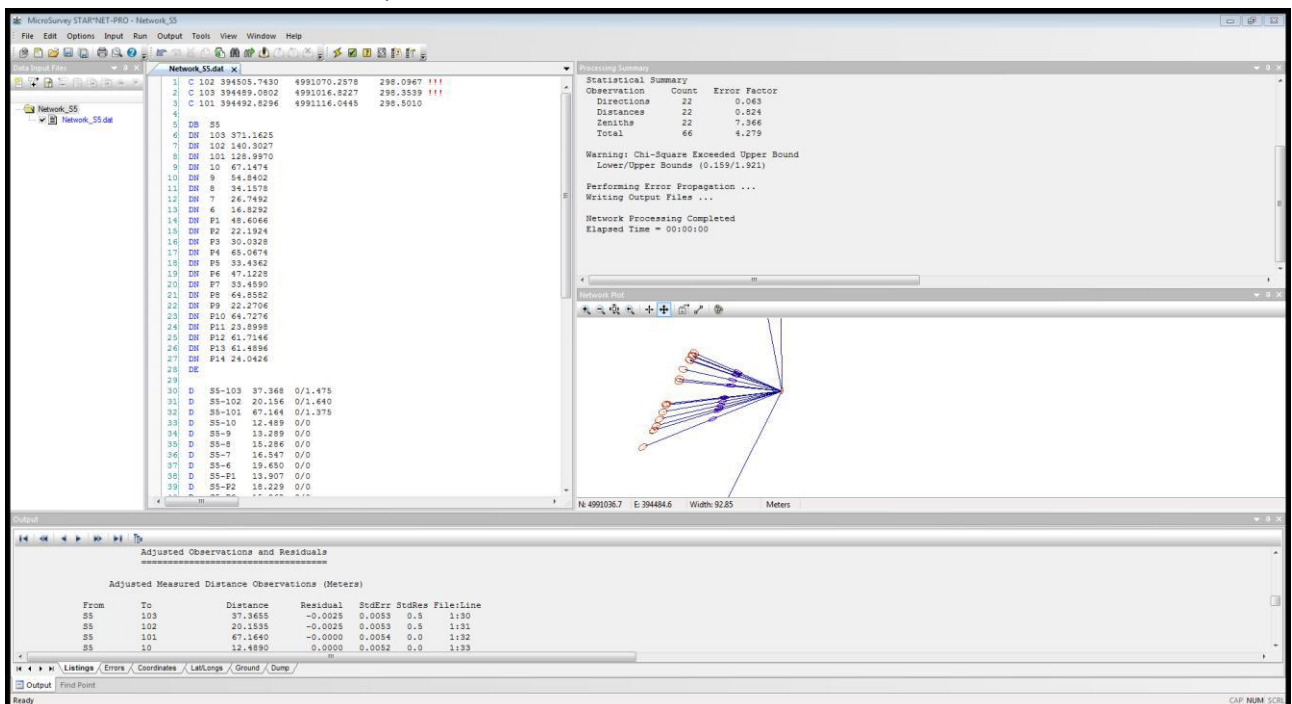 MicroSurvey STAR*NET-PRO - Network_S5
File Edit Options Input Run Output Tools View Window Help
Data Input Files
Network_S5
Network_S5.dat
Network_S5.dat x
1 C 102 394505.7430 4991070.2578 298.0967 !!!
2 C 103 394489.0802 4991016.8227 298.3539 !!!
3 C 101 394492.8296 4991116.0445 298.5010
4
5 DB S5
6 DN 103 371.1625
7 DN 102 140.3027
8 DN 101 128.9970
9 DN 10 67.1474
10 DN 9 54.8402
11 DN 8 34.1578
12 DN 7 26.7492
13 DN 6 16.8292
14 DN P1 48.6066
15 DN P2 22.1924
16 DN P3 30.0328
17 DN P4 65.0674
18 DN P5 33.4362
19 DN P6 47.1228
20 DN P7 33.4590
21 DN P8 64.8582
22 DN P9 22.2706
23 DN P10 64.7276
24 DN P11 23.8998
25 DN P12 61.7146
26 DN P13 61.4896
27 DN P14 24.0426
28 DE
29
30 D S5-103 37.368 0/1.475
31 D S5-102 20.156 0/1.640
32 D S5-101 67.164 0/1.375
33 D S5-10 12.489 0/0
34 D S5-9 13.289 0/0
35 D S5-8 15.286 0/0
36 D S5-7 16.547 0/0
37 D S5-6 19.650 0/0
38 D S5-P1 13.907 0/0
39 D S5-P2 18.229 0/0
Processing Summary
Statistical Summary
Observation Count Error Factor
Directions 22 0.063
Distances 22 0.824
Zeniths 22 7.366
Total 66 4.279
Warning: Chi-Square Exceeded Upper Bound
Lower/Upper Bounds (0.159/1.921)
Performing Error Propagation ...
Writing Output Files ...
Network Processing Completed
Elapsed Time = 00:00:00
Network Plot
N: 4991036.7 E: 394484.6 Width: 92.85 Meters
Output
Adjusted Observations and Residuals
===================================
Adjusted Measured Distance Observations (Meters)
From To Distance Residual StdErr StdRes File:Line
S5 103 37.3655 -0.0025 0.0053 0.5 1:30
S5 102 20.1535 -0.0025 0.0053 0.5 1:31
S5 101 67.1640 -0.0000 0.0054 0.0 1:32
S5 10 12.4890 0.0000 0.0052 0.0 1:33
Listings / Errors / Coordinates / Lat/Longs / Ground / Dump /
Output Find Point
Ready
CAP NUM SCRL